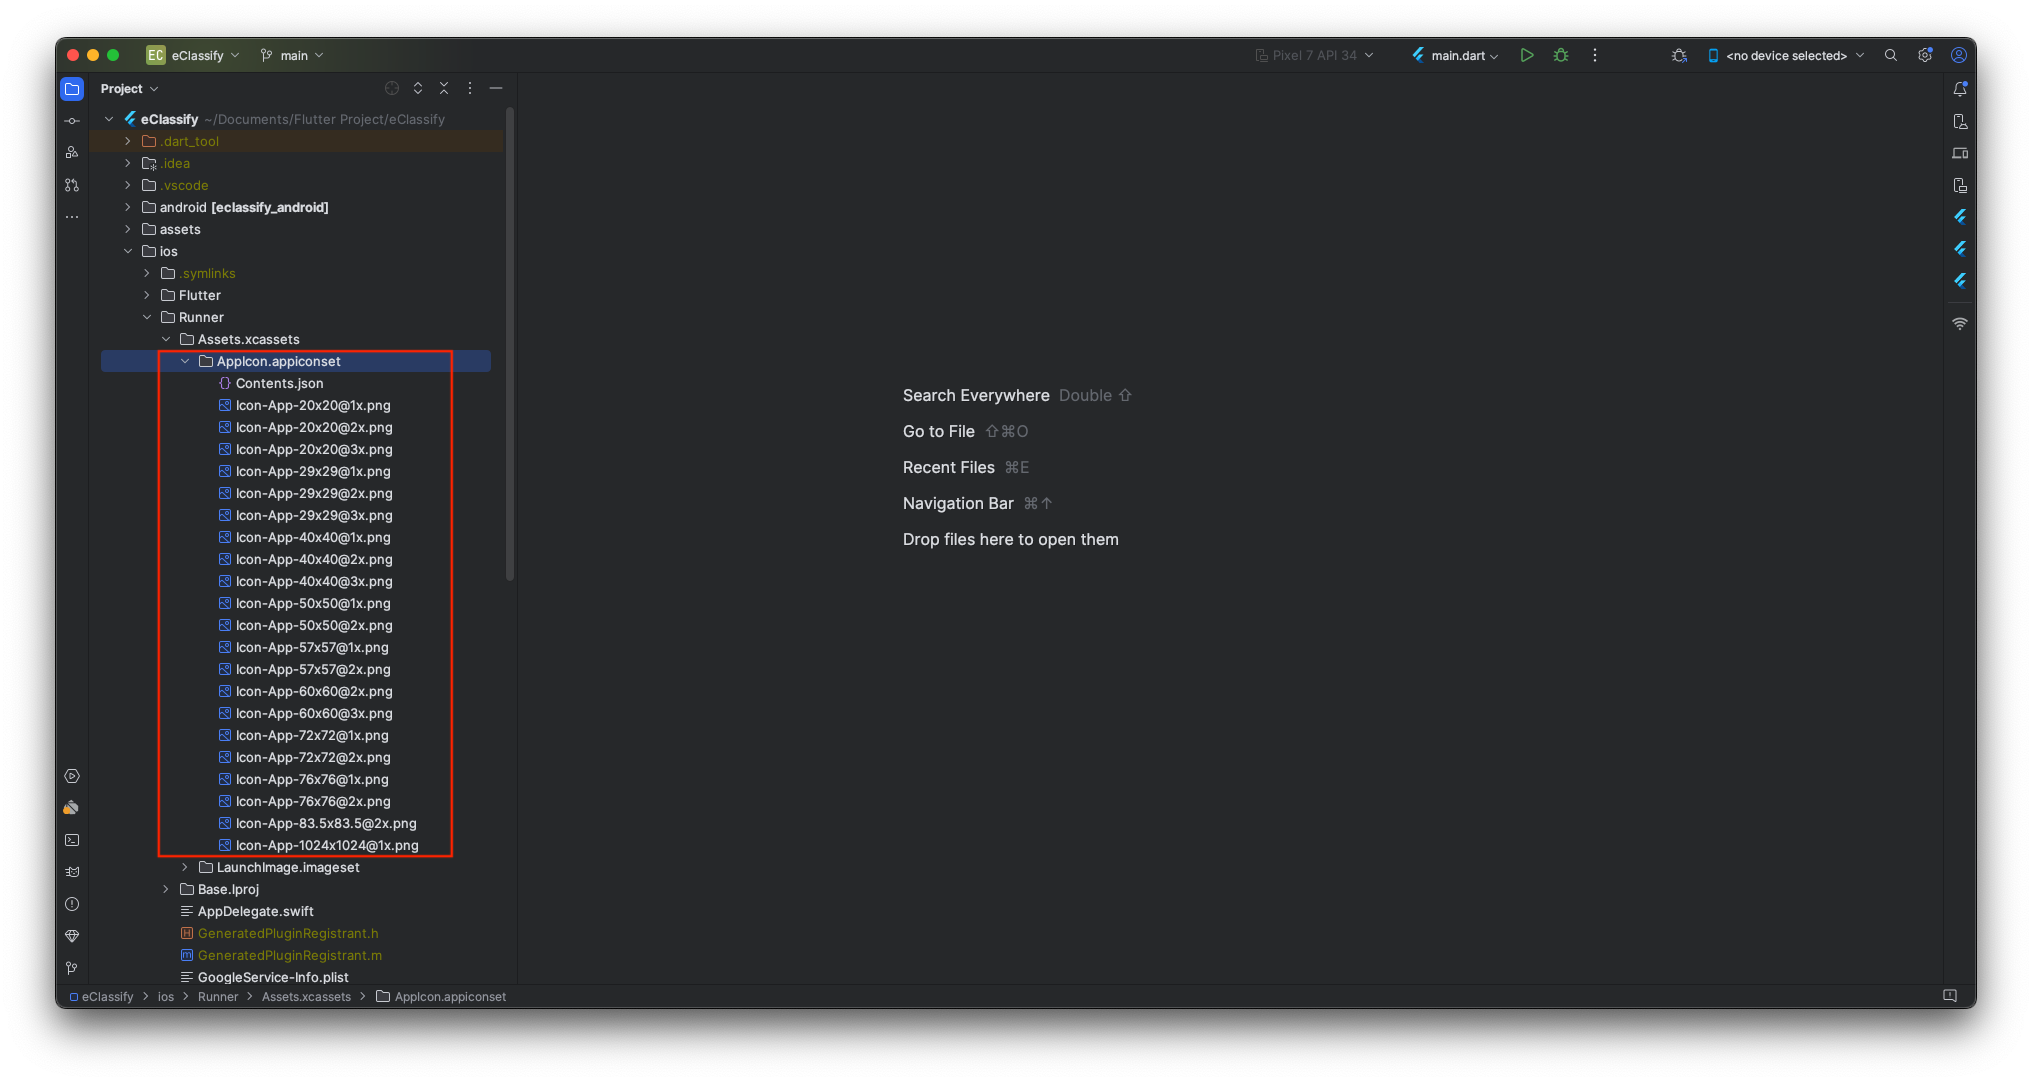 EC eClassify main Pixel 7 API 34 main.dart <no device selected>
Project
eClassify ~/Documents/Flutter Project/eClassify
.dart_tool
.idea
.vscode
android [eclassify_android]
assets
ios
.symlinks
Flutter
Runner
Assets.xcassets
AppIcon.appiconset
Contents.json
Icon-App-20x20@1x.png
Icon-App-20x20@2x.png
Icon-App-20x20@3x.png
Icon-App-29x29@1x.png
Icon-App-29x29@2x.png
Icon-App-29x29@3x.png
Icon-App-40x40@1x.png
Icon-App-40x40@2x.png
Icon-App-40x40@3x.png
Icon-App-50x50@1x.png
Icon-App-50x50@2x.png
Icon-App-57x57@1x.png
Icon-App-57x57@2x.png
Icon-App-60x60@2x.png
Icon-App-60x60@3x.png
Icon-App-72x72@1x.png
Icon-App-72x72@2x.png
Icon-App-76x76@1x.png
Icon-App-76x76@2x.png
Icon-App-83.5x83.5@2x.png
Icon-App-1024x1024@1x.png
LaunchImage.imageset
Base.lproj
AppDelegate.swift
GeneratedPluginRegistrant.h
GeneratedPluginRegistrant.m
GoogleService-Info.plist
Search Everywhere Double ⇧
Go to File ⇧⌘O
Recent Files ⌘E
Navigation Bar ⌘↑
Drop files here to open them
eClassify > ios > Runner > Assets.xcassets > AppIcon.appiconset